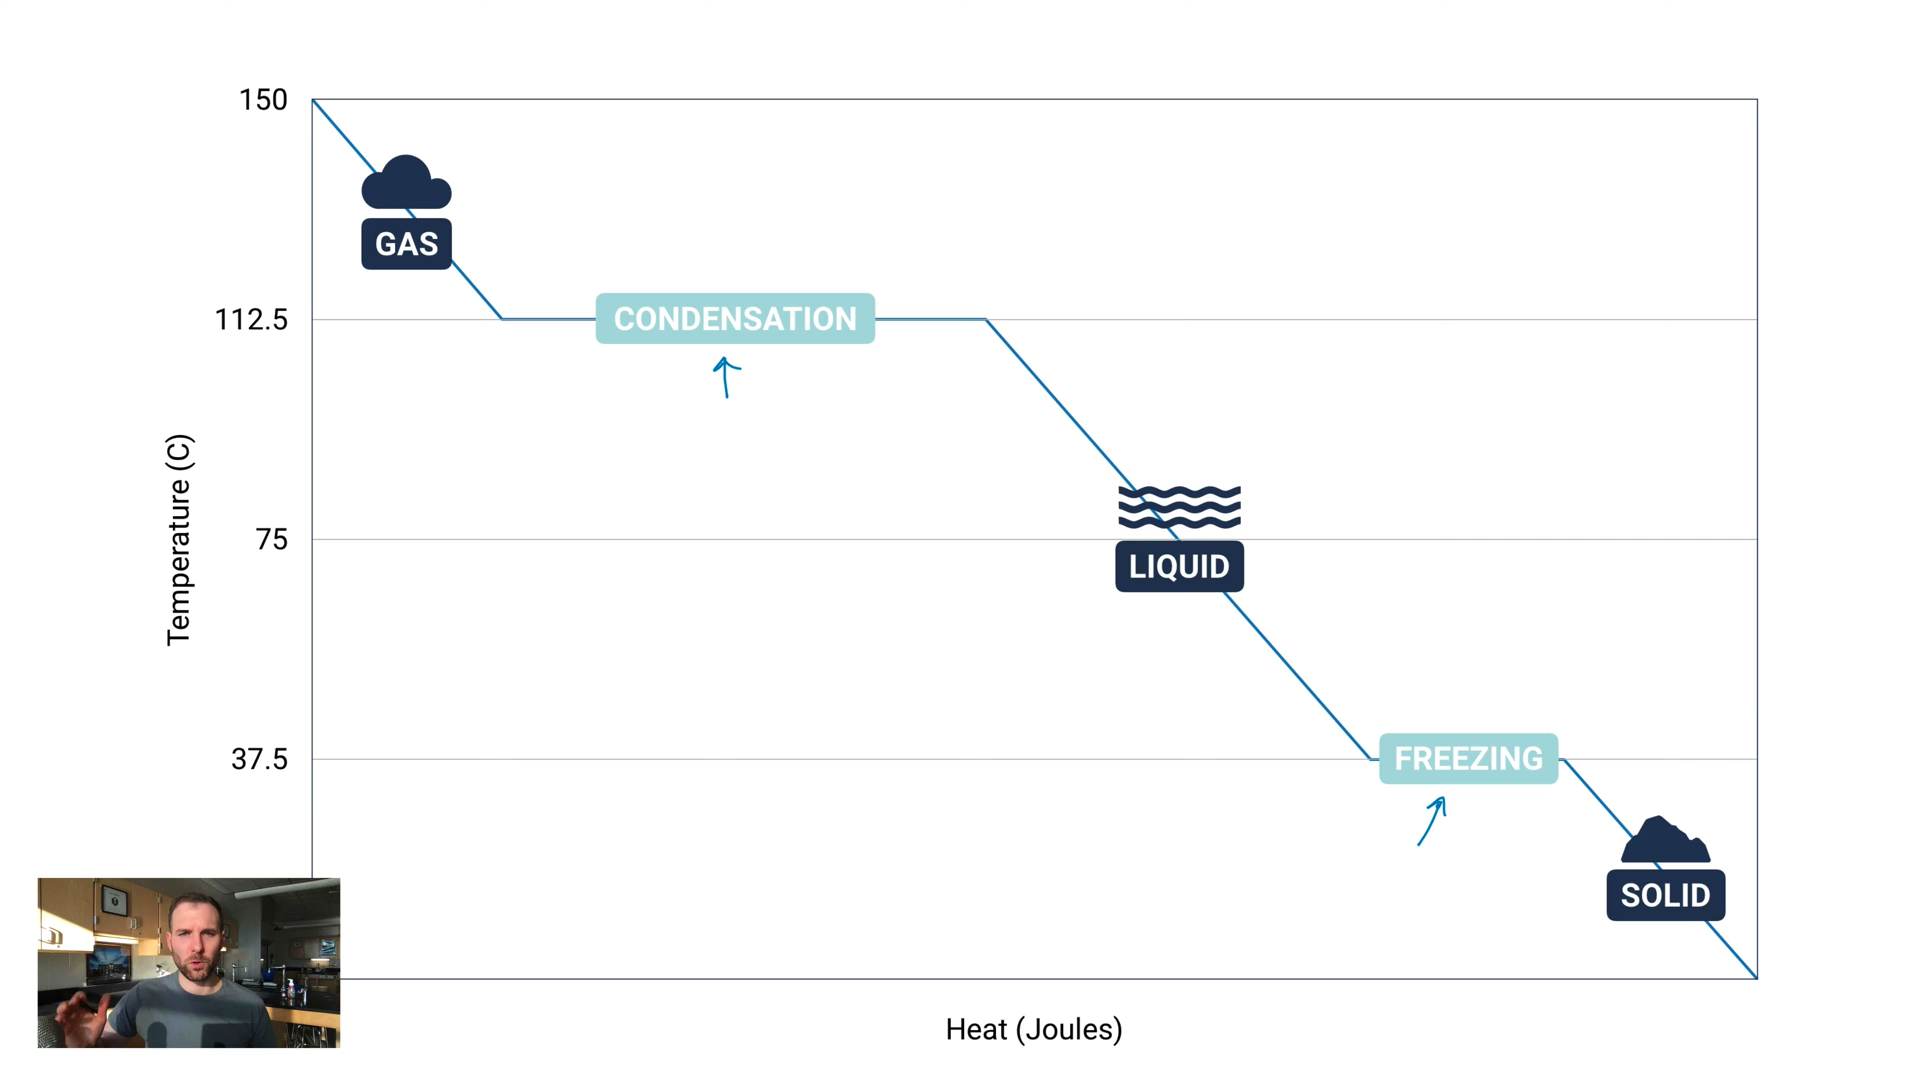 150
GAS
112.5
CONDENSATION
Temperature (C)
75
LIQUID
37.5
FREEZING
SOLID
Heat (Joules)